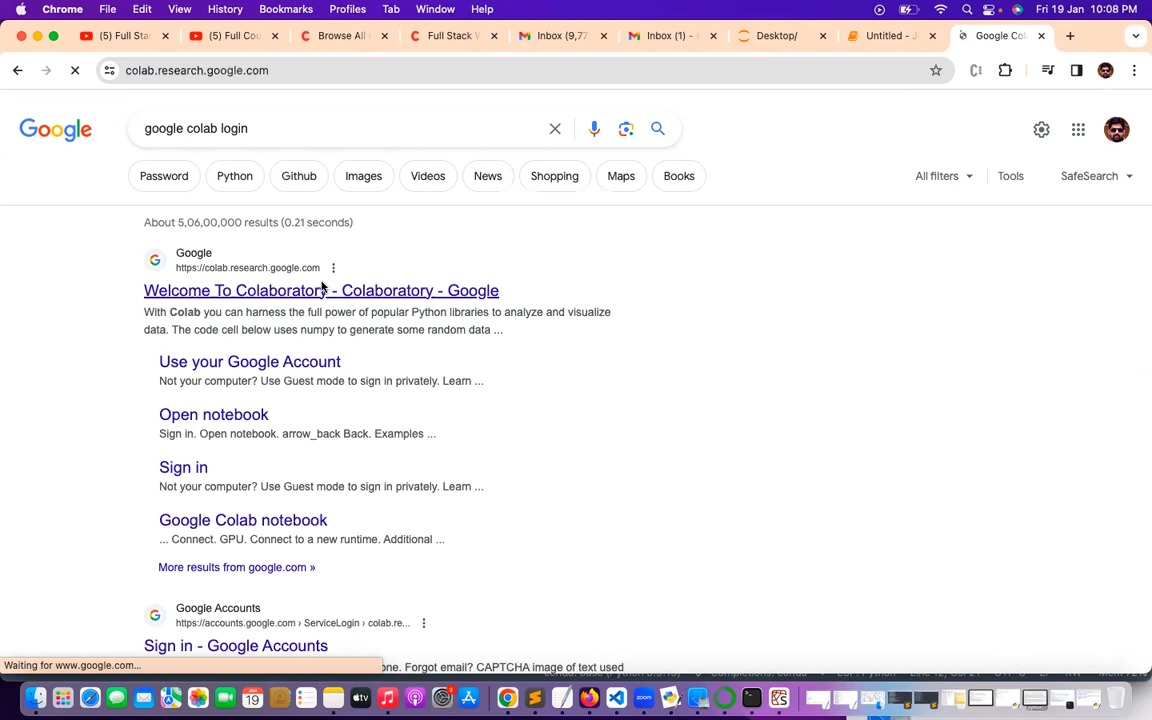 Chrome File Edit View History Bookmarks Profiles Tab Window Help Fri 19 Jan 10:08 PM
(5) Full Stac (5) Full Cou Browse All Full Stack W Inbox (9,77 Inbox (1) - Desktop/ Untitled - J Google Col
colab.research.google.com
Google google colab login
Password Python Github Images Videos News Shopping Maps Books All filters Tools SafeSearch
About 5,06,00,000 results (0.21 seconds)
Google
https://colab.research.google.com
Welcome To Colaboratory - Colaboratory - Google
With Colab you can harness the full power of popular Python libraries to analyze and visualize
data. The code cell below uses numpy to generate some random data ...
Use your Google Account
Not your computer? Use Guest mode to sign in privately. Learn ...
Open notebook
Sign in. Open notebook. arrow_back Back. Examples ...
Sign in
Not your computer? Use Guest mode to sign in privately. Learn ...
Google Colab notebook
... Connect. GPU. Connect to a new runtime. Additional ...
More results from google.com »
Google Accounts
https://accounts.google.com › ServiceLogin › colab.re...
Sign in - Google Accounts
Waiting for www.google.com...
one. Forgot email? CAPTCHA image of text used